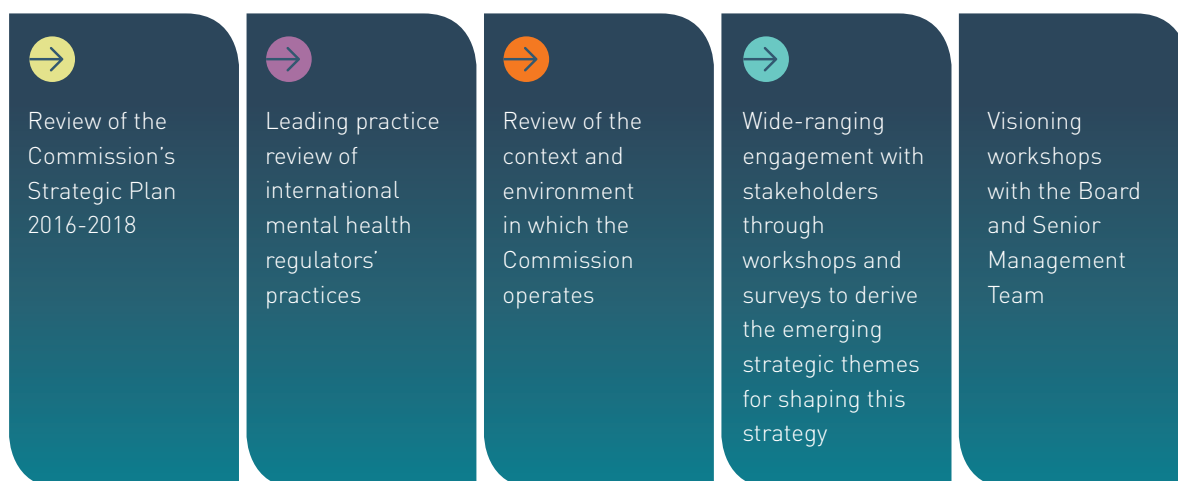 Review of the
Commission’s
Strategic Plan
2016-2018
Leading practice
review of
international
mental health
regulators’
practices
Review of the
context and
environment
in which the
Commission
operates
Wide-ranging
engagement with
stakeholders
through
workshops and
surveys to derive
the emerging
strategic themes
for shaping this
strategy
Visioning
workshops
with the Board
and Senior
Management
Team